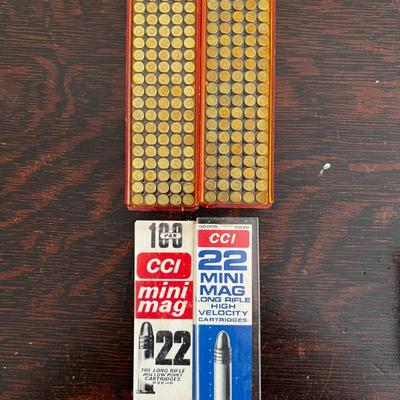 100
PAK
CCI
mini
mag
22
100 LONG RIFLE
HOLLOW POINT
CARTRIDGES
CCI
22
MINI
MAG
LONG RIFLE
HIGH
VELOCITY
CARTRIDGES